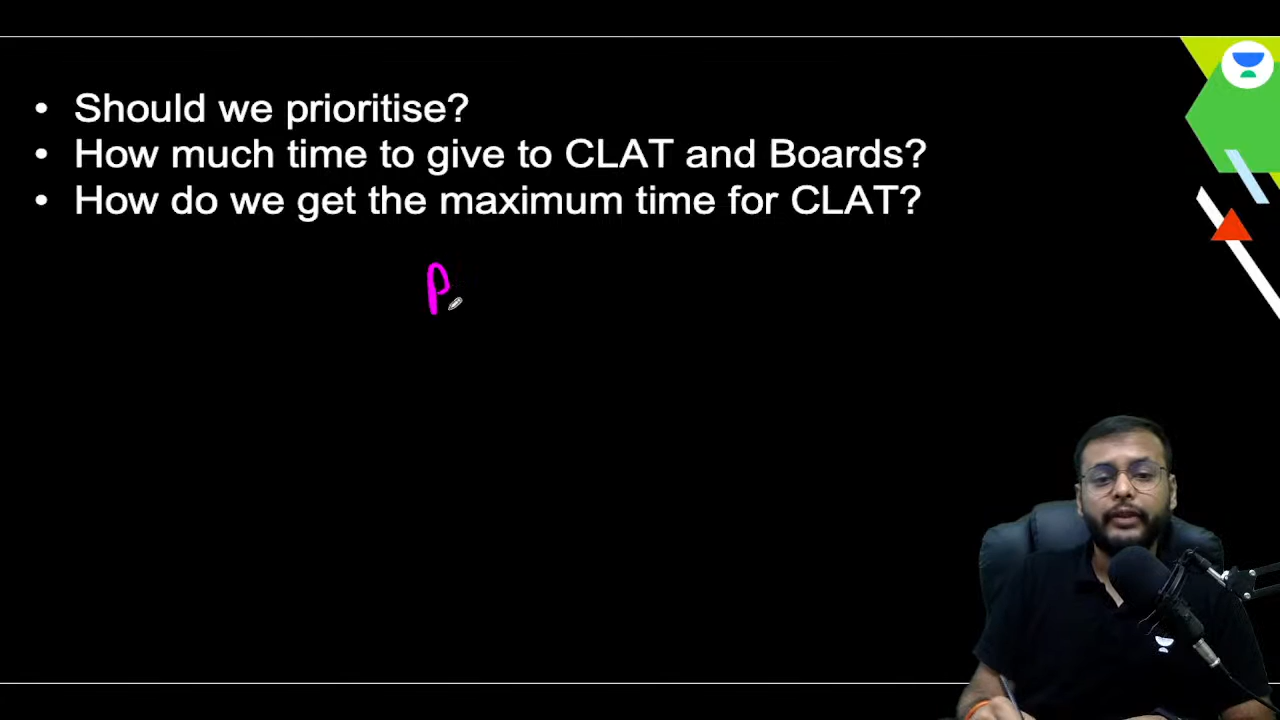 • Should we prioritise?
• How much time to give to CLAT and Boards?
• How do we get the maximum time for CLAT?
P